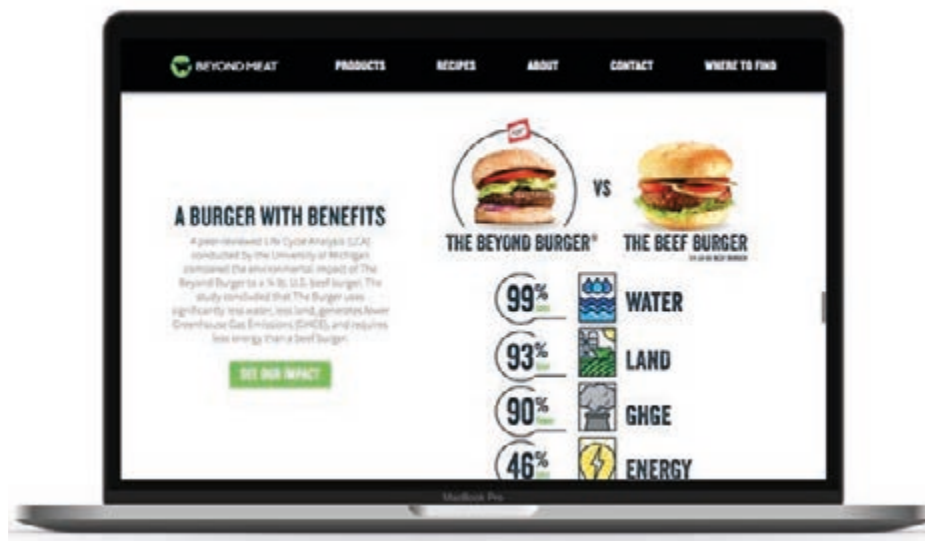 BEYOND MEAT
PRODUCTS
RECIPES
ABOUT
CONTACT
WHERE TO FIND
A BURGER WITH BENEFITS
A peer-reviewed Life Cycle Analysis (LCA)
conducted by the University of Michigan
compared the environmental impact of The
Beyond Burger to a ¼ lb. U.S. beef burger. The
study concluded that The Burger uses
significantly less water, less land, generates fewer
Greenhouse Gas Emissions (GHGE), and requires
less energy than a beef burger.
SEE OUR IMPACT
VS
THE BEYOND BURGER®
THE BEEF BURGER
99% less WATER
93% less LAND
90% fewer GHGE
46% less ENERGY
MacBook Pro